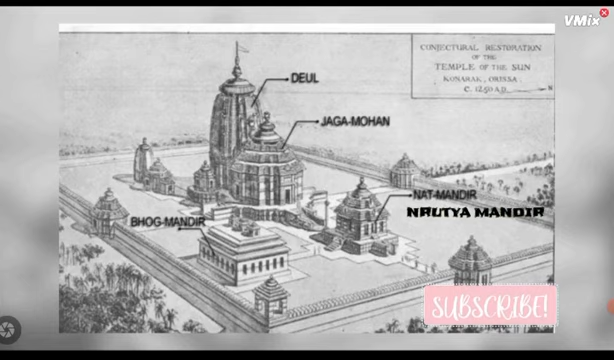 VMix
CONJECTURAL RESTORATION
OF THE
TEMPLE OF THE SUN
KONARAK, ORISSA.
C. 1250 A.D.
DEUL
JAGA-MOHAN
NAT-MANDIR
NRUTYA MANDIR
BHOG-MANDIR
SUBSCRIBE!